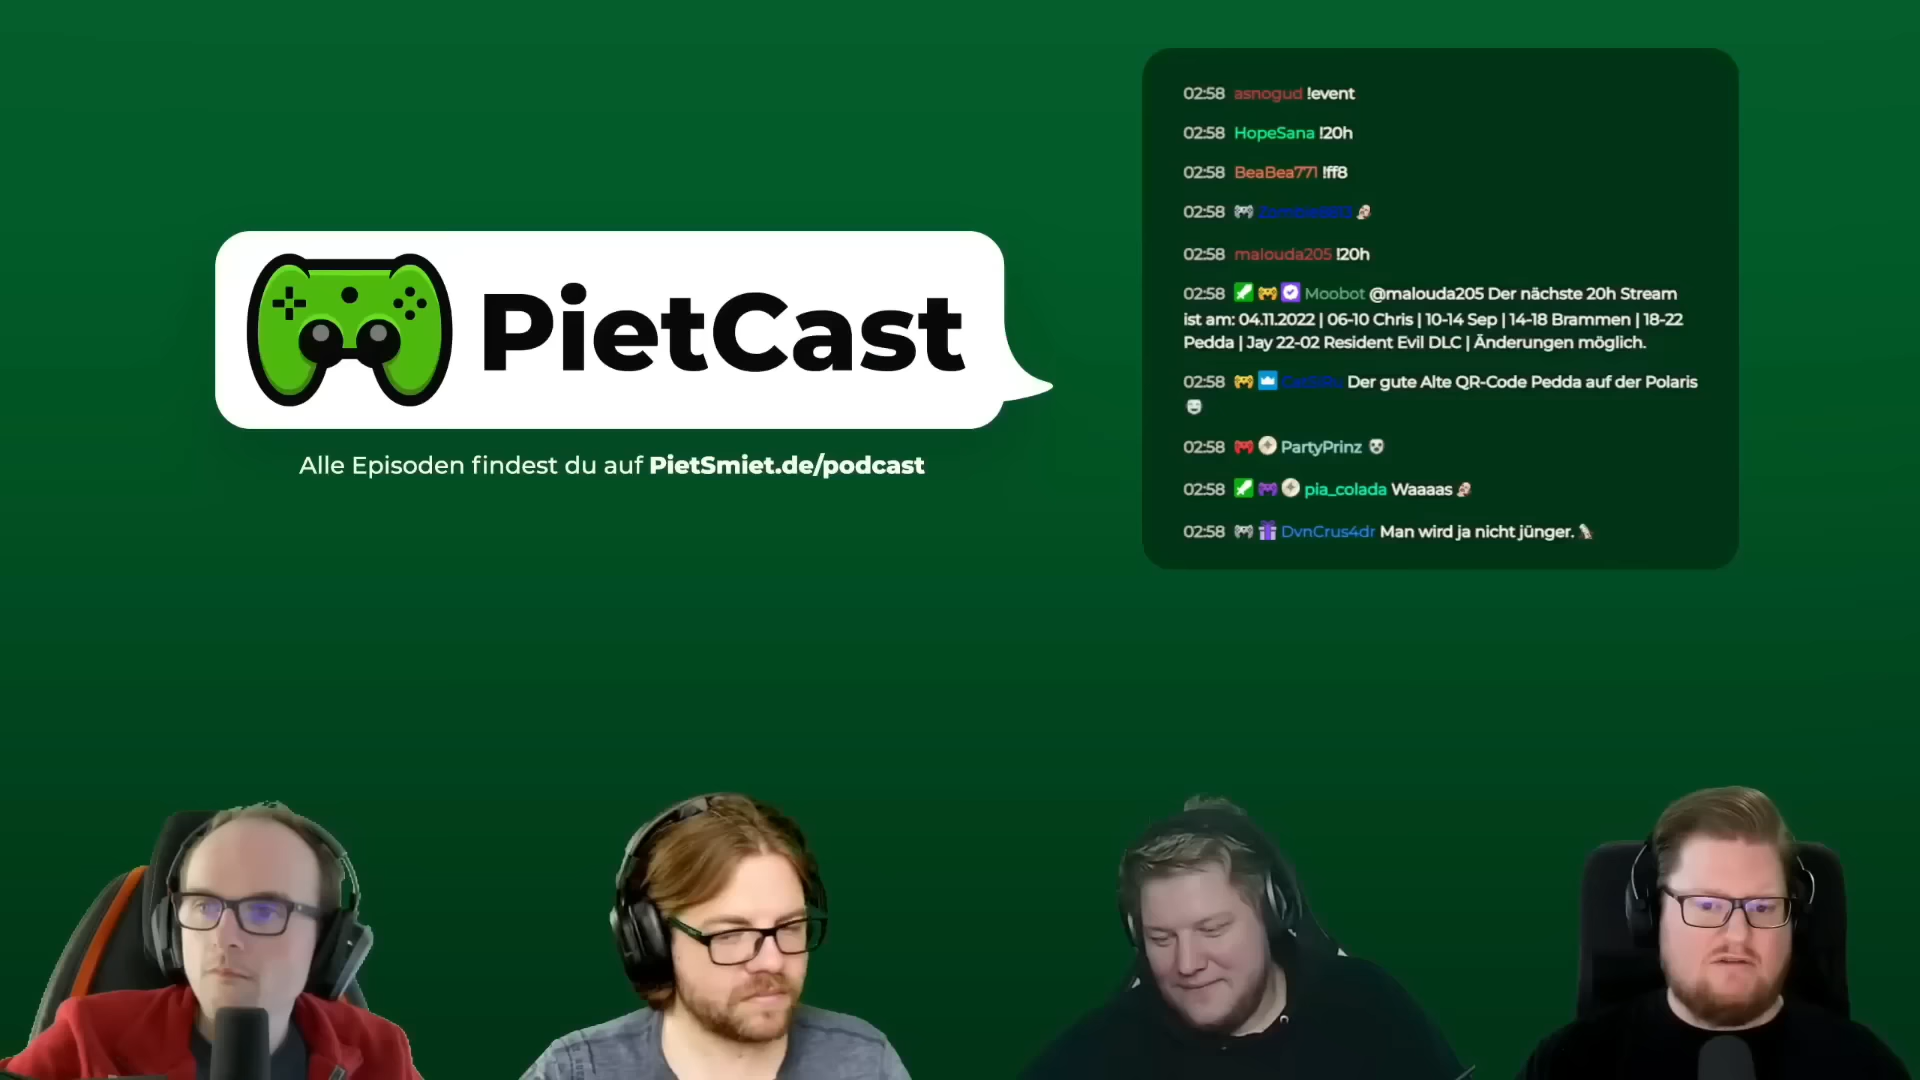 PietCast
Alle Episoden findest du auf PietSmiet.de/podcast
02:58 asnogud !event
02:58 HopeSana !20h
02:58 BeaBea771 !ff8
02:58
02:58 malouda205 !20h
02:58 Moobot @malouda205 Der nächste 20h Stream
ist am: 04.11.2022 | 06-10 Chris | 10-14 Sep | 14-18 Brammen | 18-22
Pedda | Jay 22-02 Resident Evil DLC | Änderungen möglich.
02:58 Der gute Alte QR-Code Pedda auf der Polaris
02:58 PartyPrinz
02:58 pia_colada Waaaas
02:58 DvnCrus4dr Man wird ja nicht jünger.